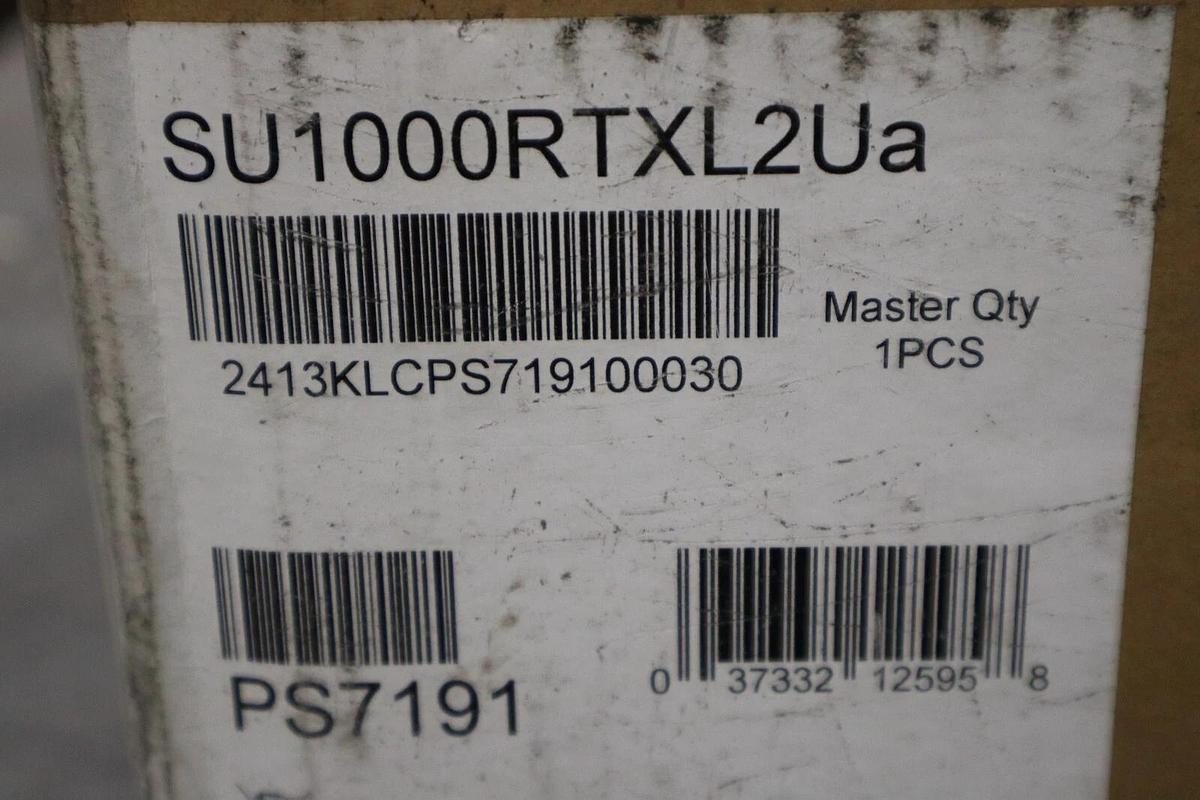 SU1000RTXL2Ua
2413KLCPS719100030
Master Qty
1PCS
PS7191
0 37332 12595 8